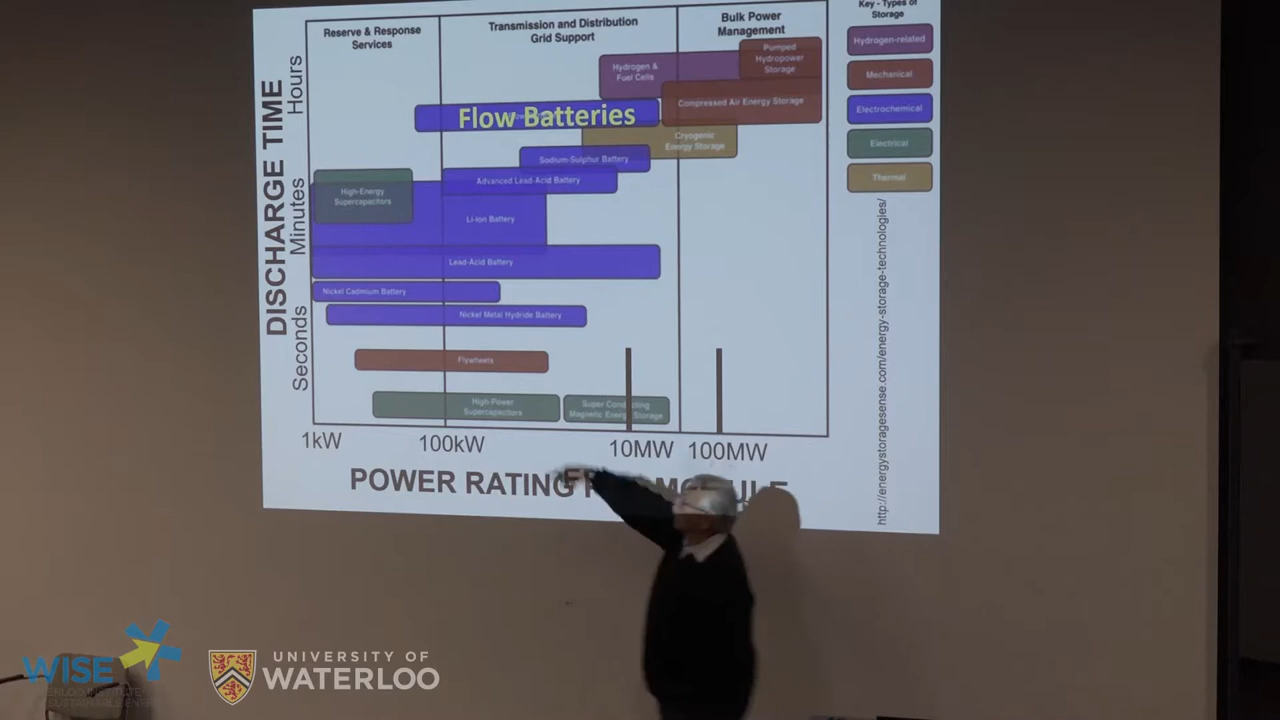 Reserve & Response
Services
Transmission and Distribution
Grid Support
Bulk Power
Management
Key - Types of
Storage
Hydrogen-related
Mechanical
Electrochemical
Electrical
Thermal
Pumped
Hydropower
Storage
Hydrogen &
Fuel Cells
Compressed Air Energy Storage
Flow Batteries
Cryogenic
Energy Storage
Sodium-Sulphur Battery
Advanced Lead-Acid Battery
High-Energy
Supercapacitors
Li-Ion Battery
Lead-Acid Battery
Nickel Cadmium Battery
Nickel Metal Hydride Battery
Flywheels
High-Power
Supercapacitors
Super Conducting
Magnetic Energy Storage
DISCHARGE TIME
Hours
Minutes
Seconds
1kW
100kW
10MW
100MW
POWER RATING
http://energystoragesense.com/energy-storage-technologies/
WISE
UNIVERSITY OF
WATERLOO